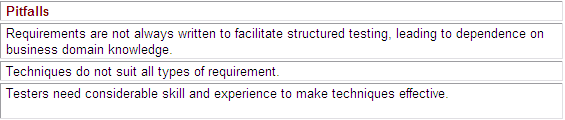 Pitfalls
Requirements are not always written to facilitate structured testing, leading to dependence on
business domain knowledge.
Techniques do not suit all types of requirement.
Testers need considerable skill and experience to make techniques effective.